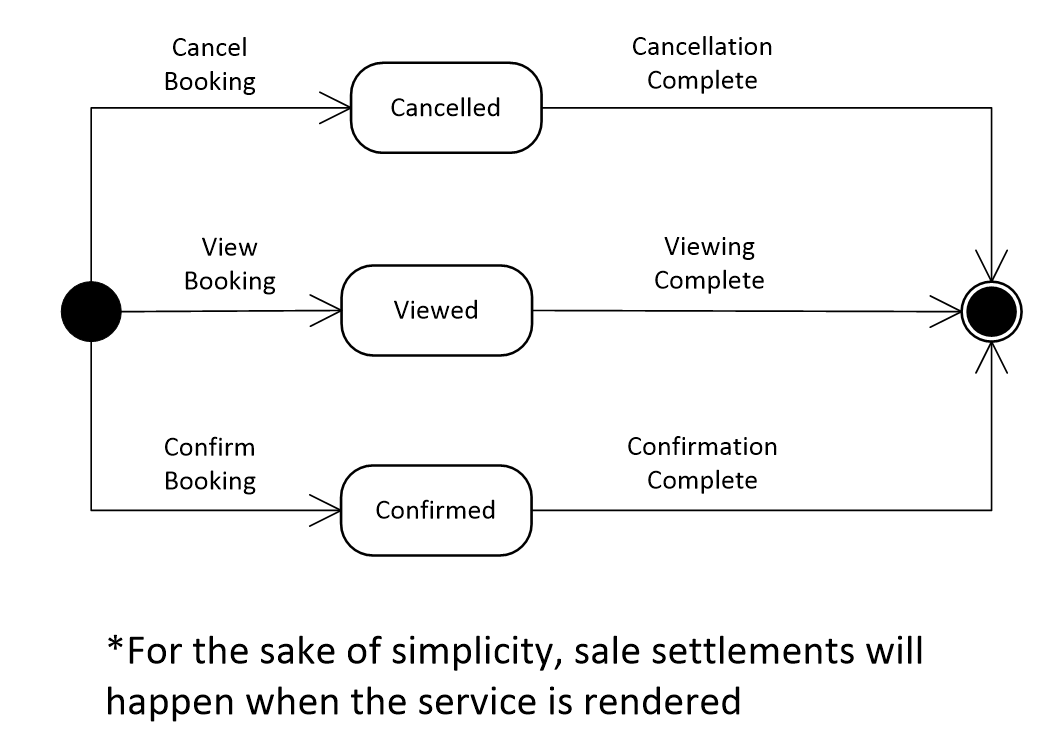 Cancel
Booking
Cancelled
Cancellation
Complete
View
Booking
Viewed
Viewing
Complete
Confirm
Booking
Confirmed
Confirmation
Complete
*For the sake of simplicity, sale settlements will
happen when the service is rendered